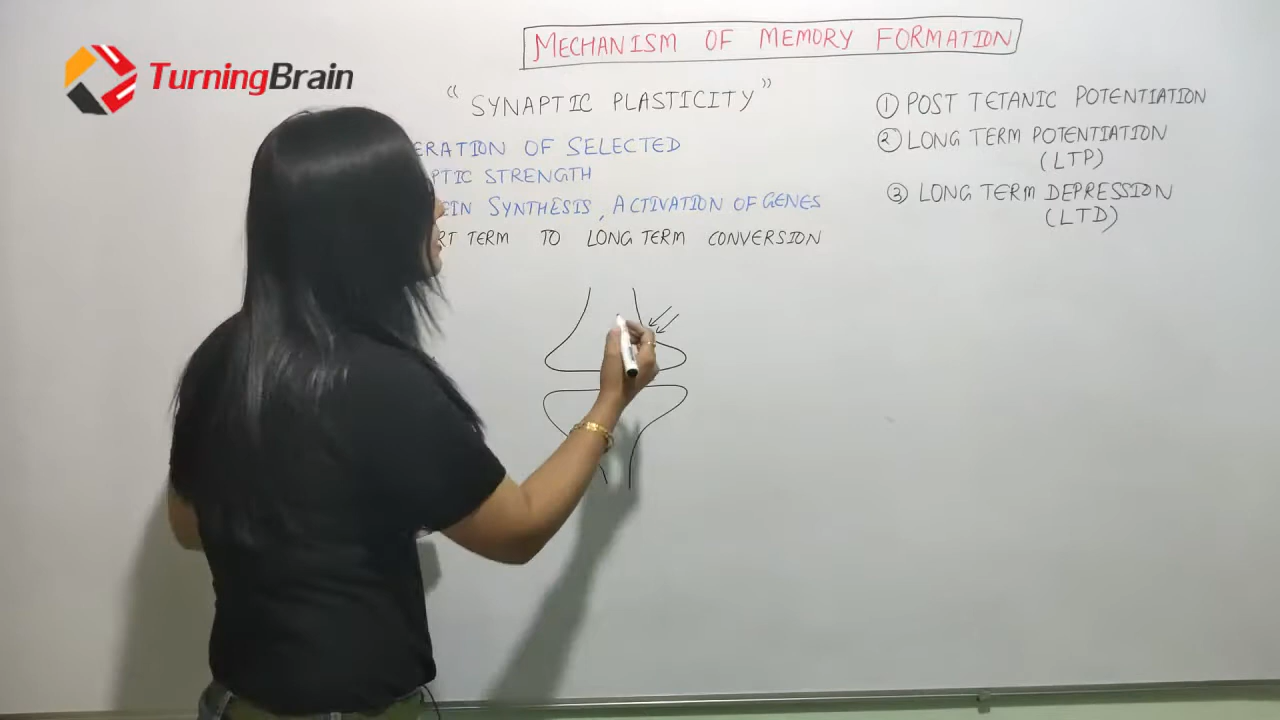 TurningBrain
MECHANISM OF MEMORY FORMATION
"SYNAPTIC PLASTICITY"
ERATION OF SELECTED
PTIC STRENGTH
EIN SYNTHESIS, ACTIVATION OF GENES
RT TERM TO LONG TERM CONVERSION
① POST TETANIC POTENTIATION
② LONG TERM POTENTIATION
(LTP)
③ LONG TERM DEPRESSION
(LTD)